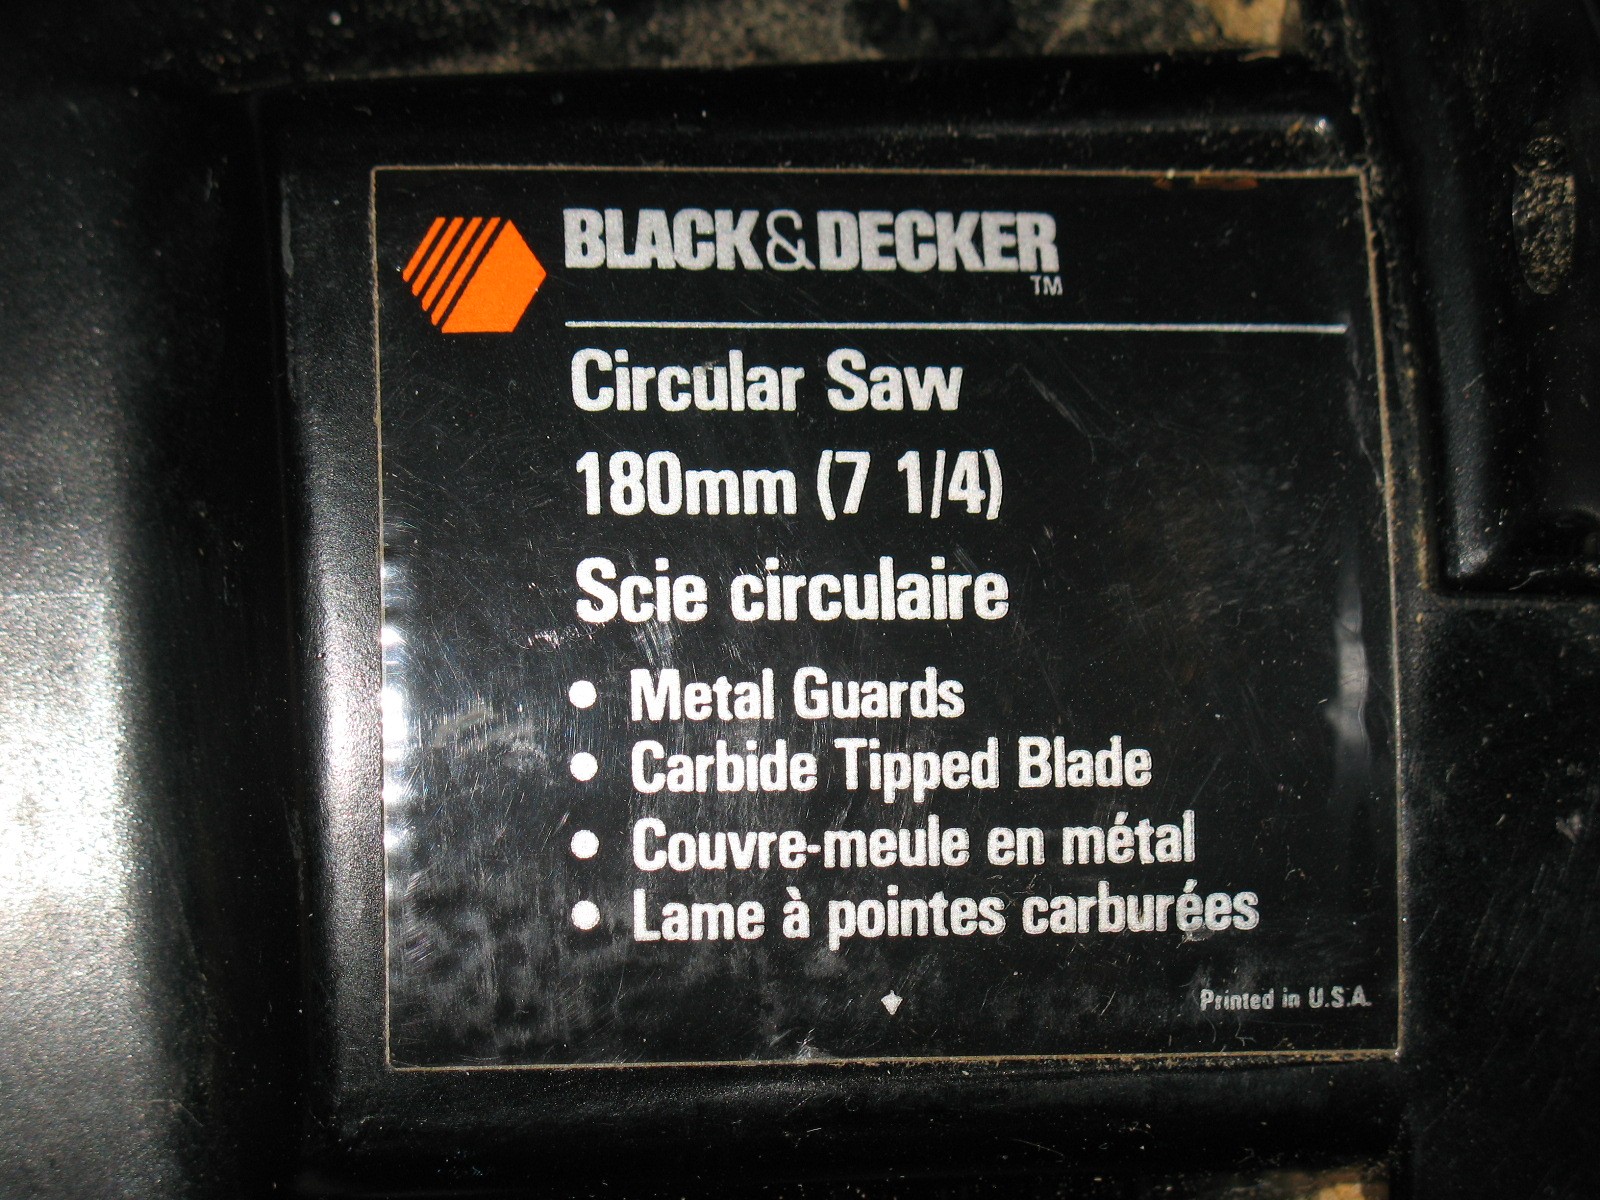 BLACK&DECKER
TM
Circular Saw
180mm (7 1/4)
Scie circulaire
• Metal Guards
• Carbide Tipped Blade
• Couvre-meule en métal
• Lame à pointes carburées
Printed in U.S.A.